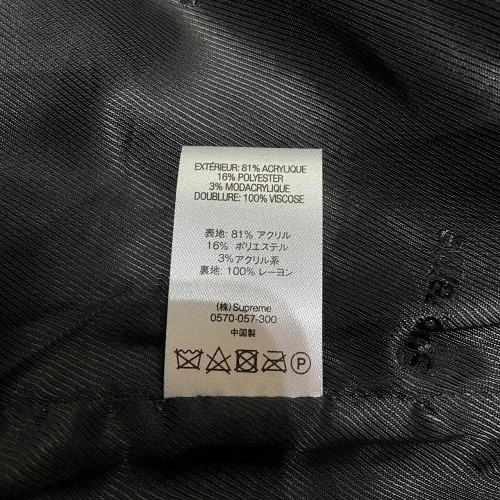 EXTÉRIEUR: 81% ACRYLIQUE
16% POLYESTER
3% MODACRYLIQUE
DOUBLURE: 100% VISCOSE
表地: 81% アクリル
16% ポリエステル
3% アクリル系
裏地: 100% レーヨン
(株)Supreme
0570-057-300
中国製
P